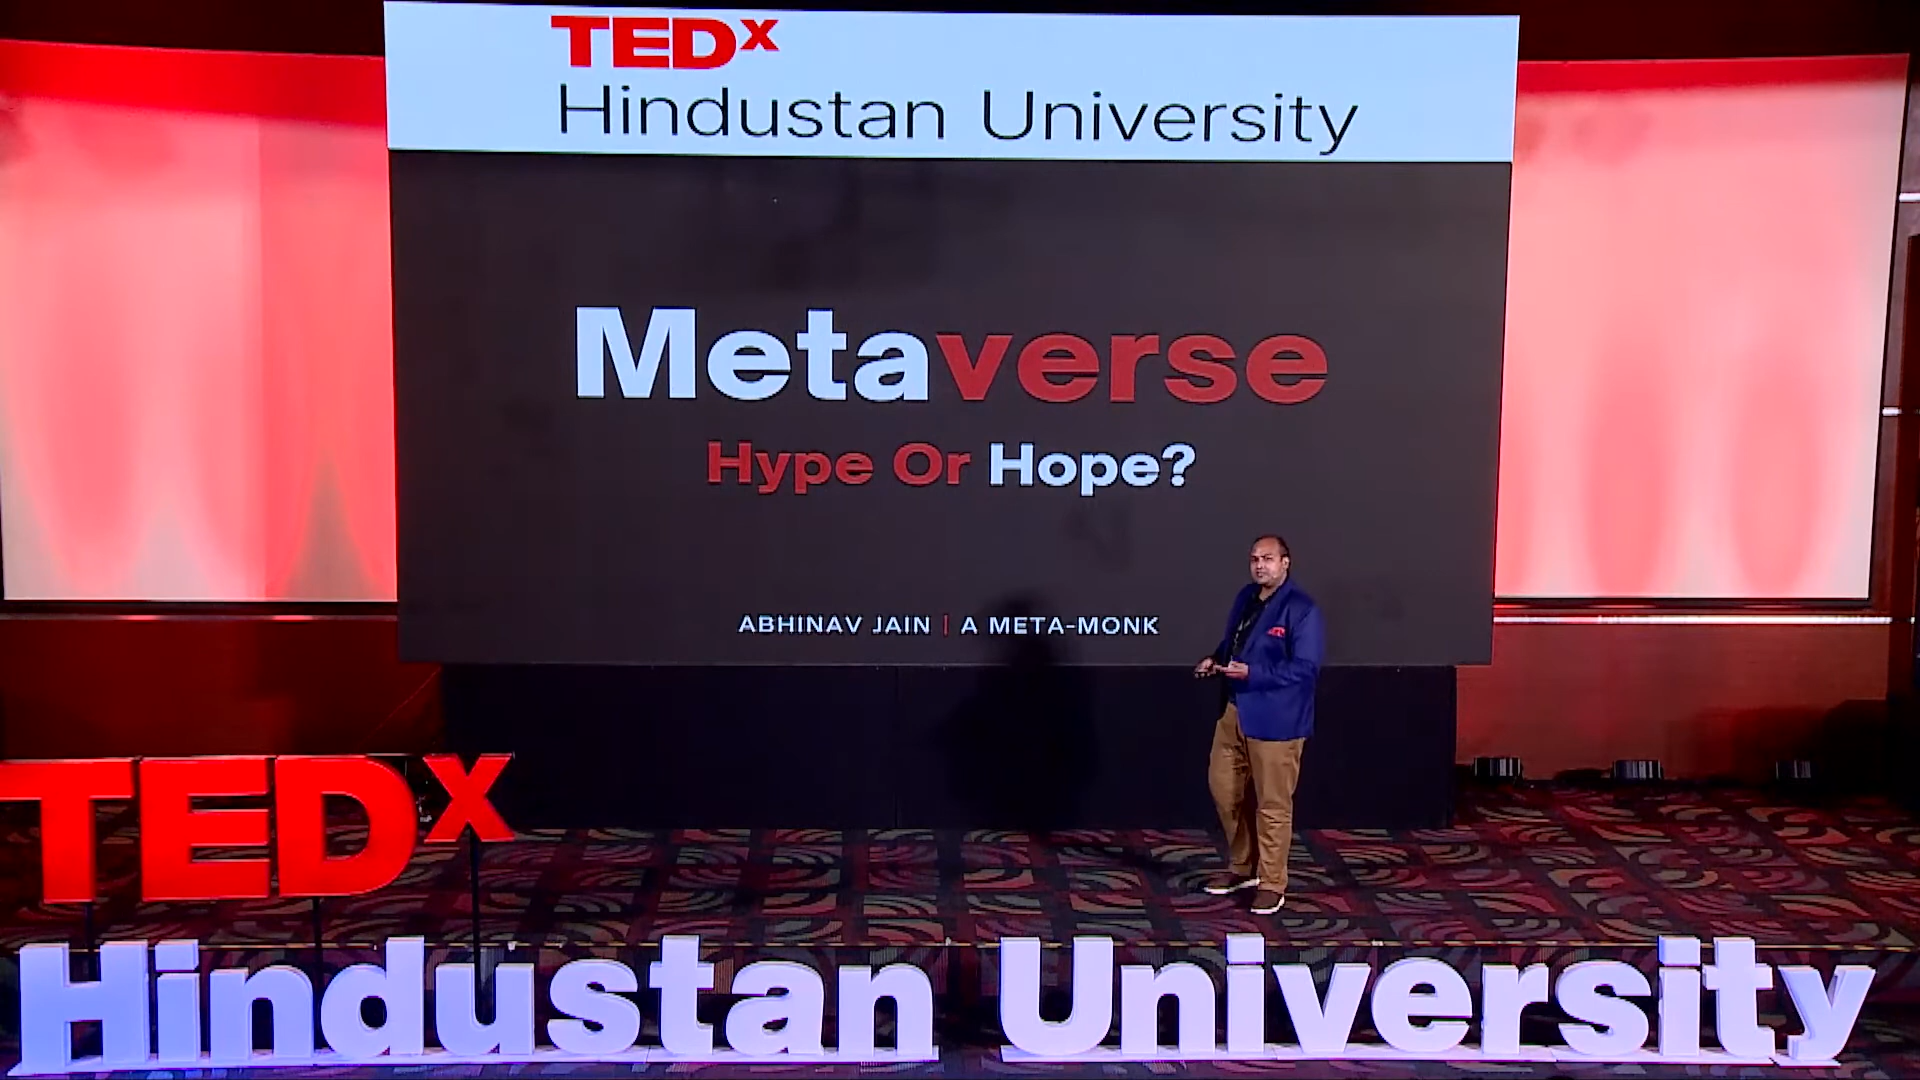 TEDx
Hindustan University
Metaverse
Hype Or Hope?
ABHINAV JAIN | A META-MONK
TEDx
Hindustan University